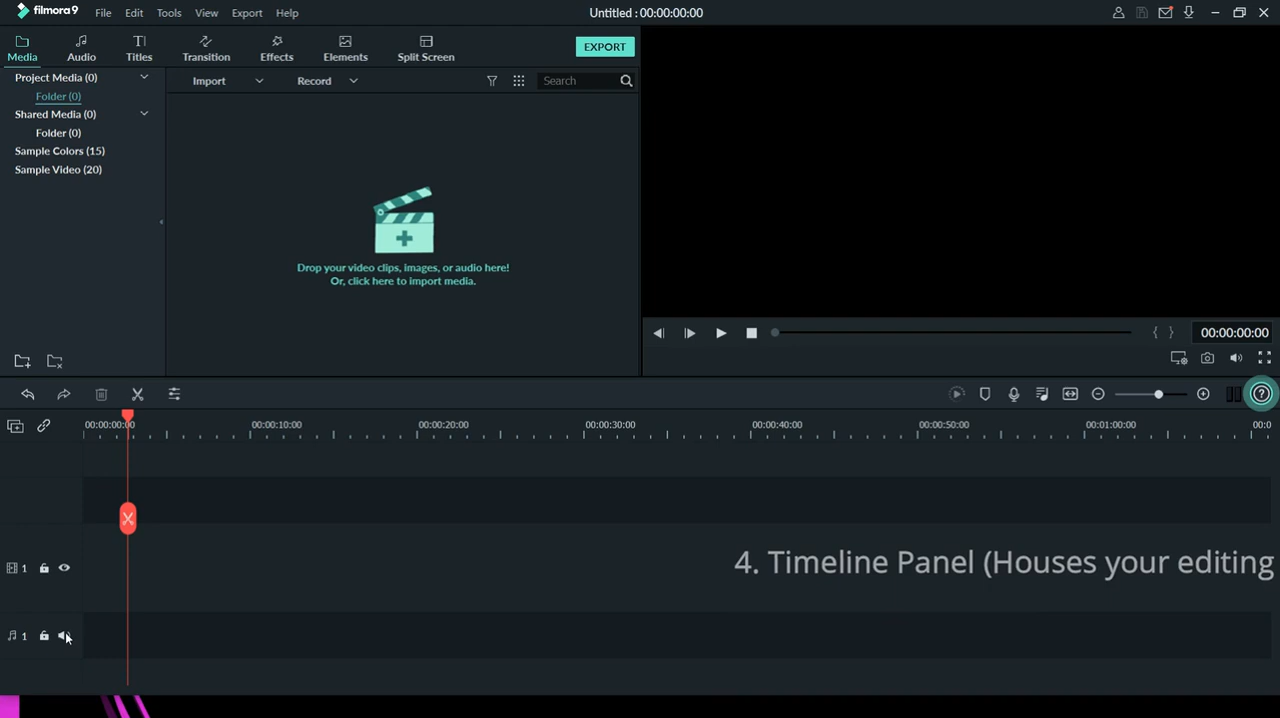 filmora9 File Edit Tools View Export Help Untitled : 00:00:00:00
Media Audio Titles Transition Effects Elements Split Screen EXPORT
Project Media (0) Import Record Search
Folder (0)
Shared Media (0)
Folder (0)
Sample Colors (15)
Sample Video (20)
Drop your video clips, images, or audio here!
Or, click here to import media.
00:00:00:00
00:00:00:00 00:00:10:00 00:00:20:00 00:00:30:00 00:00:40:00 00:00:50:00 00:01:00:00 00:0
4. Timeline Panel (Houses your editing
1
1